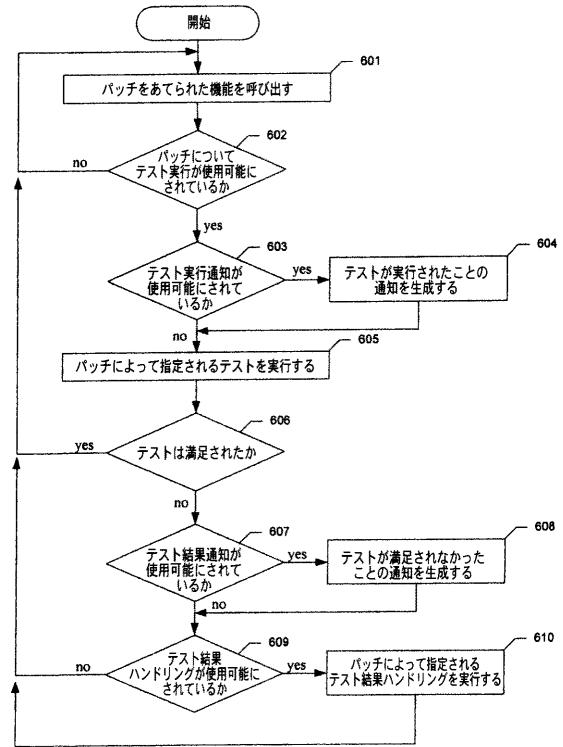 開始
601
パッチをあてられた機能を呼び出す
602
パッチについて
テスト実行が使用可能に
されているか
no
yes
603
テスト実行通知が
使用可能にされて
いるか
yes
604
テストが実行されたことの
通知を生成する
no
605
パッチによって指定されるテストを実行する
606
テストは満足されたか
yes
no
607
テスト結果通知が
使用可能にされて
いるか
yes
608
テストが満足されなかった
ことの通知を生成する
no
609
テスト結果
ハンドリングが使用可能に
されているか
no
yes
610
パッチによって指定される
テスト結果ハンドリングを実行する